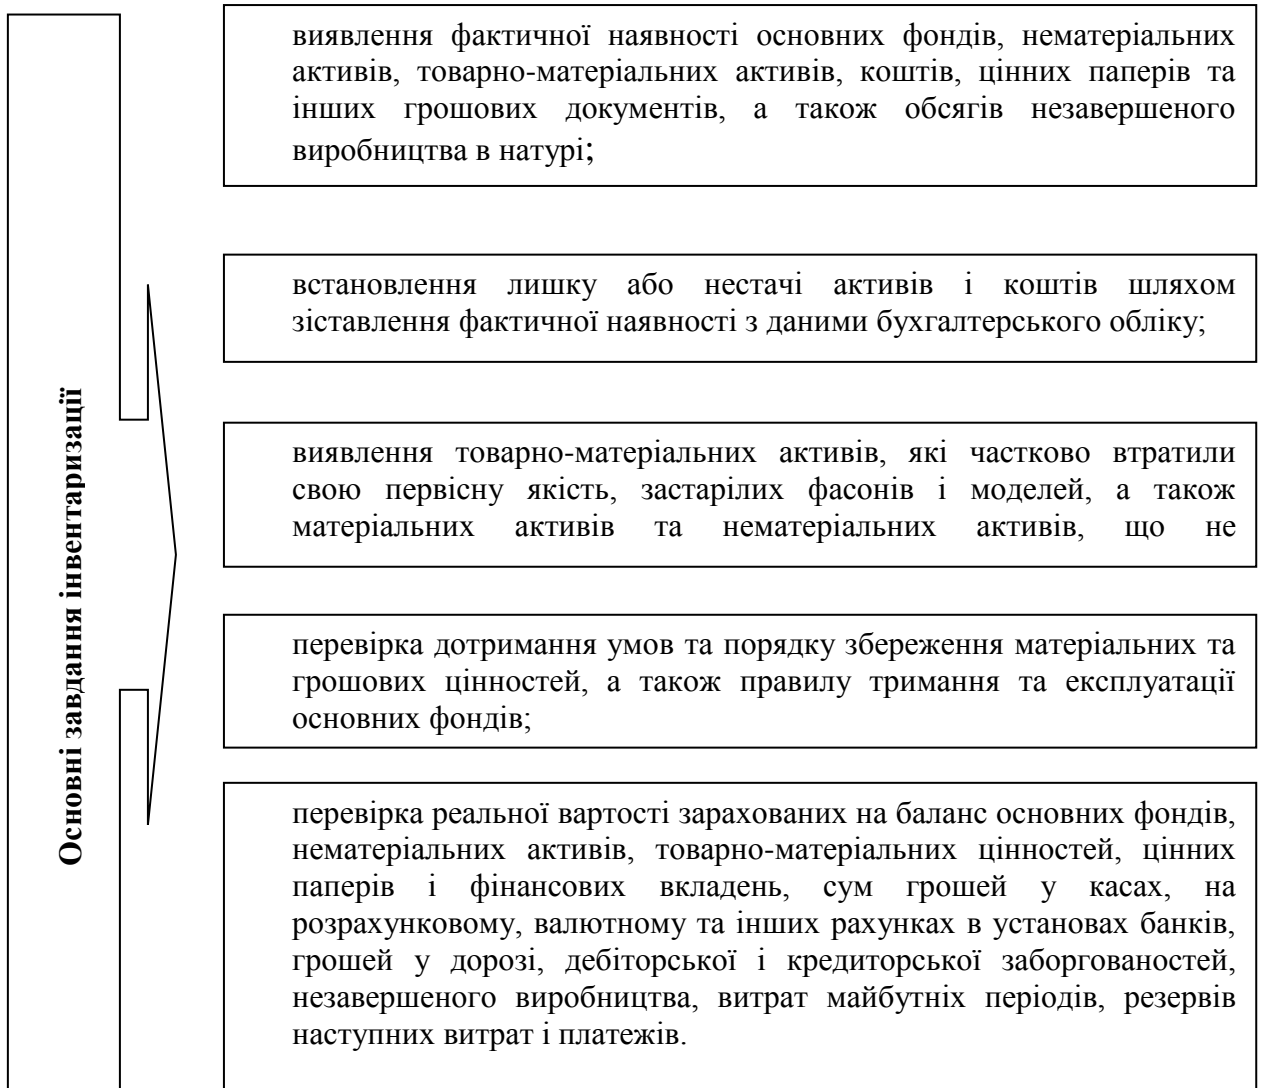 Основні завдання інвентаризації
виявлення фактичної наявності основних фондів, нематеріальних
активів, товарно-матеріальних активів, коштів, цінних паперів та
інших грошових документів, а також обсягів незавершеного
виробництва в натурі;
встановлення лишку або нестачі активів і коштів шляхом
зіставлення фактичної наявності з даними бухгалтерського обліку;
виявлення товарно-матеріальних активів, які частково втратили
свою первісну якість, застарілих фасонів і моделей, а також
матеріальних активів та нематеріальних активів, що не
перевірка дотримання умов та порядку збереження матеріальних та
грошових цінностей, а також правилу тримання та експлуатації
основних фондів;
перевірка реальної вартості зарахованих на баланс основних фондів,
нематеріальних активів, товарно-матеріальних цінностей, цінних
паперів і фінансових вкладень, сум грошей у касах, на
розрахунковому, валютному та інших рахунках в установах банків,
грошей у дорозі, дебіторської і кредиторської заборгованостей,
незавершеного виробництва, витрат майбутніх періодів, резервів
наступних витрат і платежів.